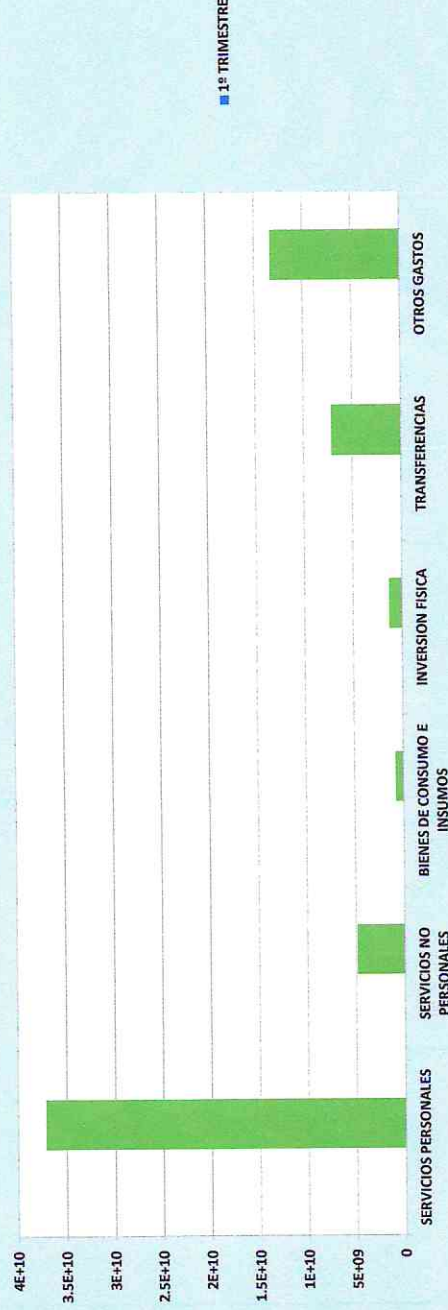 4E+10
3.5E+10
3E+10
2.5E+10
2E+10
1.5E+10
1E+10
5E+09
0
SERVICIOS PERSONALES
SERVICIOS NO
PERSONALES
BIENES DE CONSUMO E
INSUMOS
INVERSION FISICA
TRANSFERENCIAS
OTROS GASTOS
1º TRIMESTRE